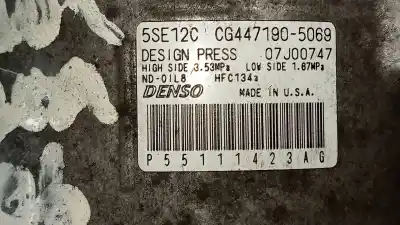 5SE12C CG447190-5069
DESIGN PRESS 07J00747
HIGH SIDE 3.53MPa LOW SIDE 1.67MPa
ND-OIL8 HFC134a
DENSO MADE IN U.S.A.
P55111423AG